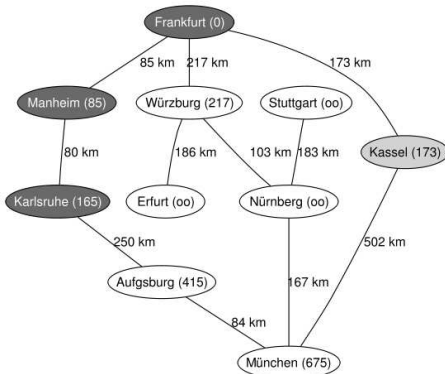 Frankfurt (0)
85 km
217 km
173 km
Manheim (85)
Würzburg (217)
Stuttgart (oo)
80 km
186 km
103 km
183 km
Kassel (173)
Karlsruhe (165)
Erfurt (oo)
Nürnberg (oo)
250 km
502 km
Aufgsburg (415)
167 km
84 km
München (675)